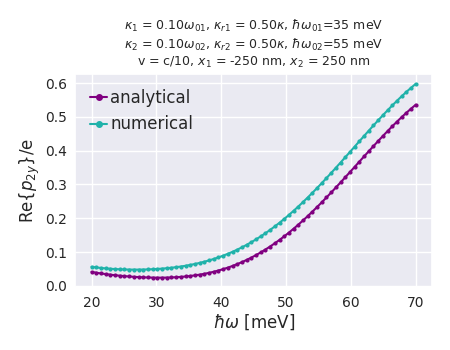 κ₁ = 0.10ω₀₁, κᵣ₁ = 0.50κ, ℏω₀₁=35 meV
κ₂ = 0.10ω₀₂, κᵣ₂ = 0.50κ, ℏω₀₂=55 meV
v = c/10, x₁ = -250 nm, x₂ = 250 nm
analytical
numerical
Re{p₂ᵧ}/e
0.6
0.5
0.4
0.3
0.2
0.1
0.0
20 30 40 50 60 70
ℏω [meV]